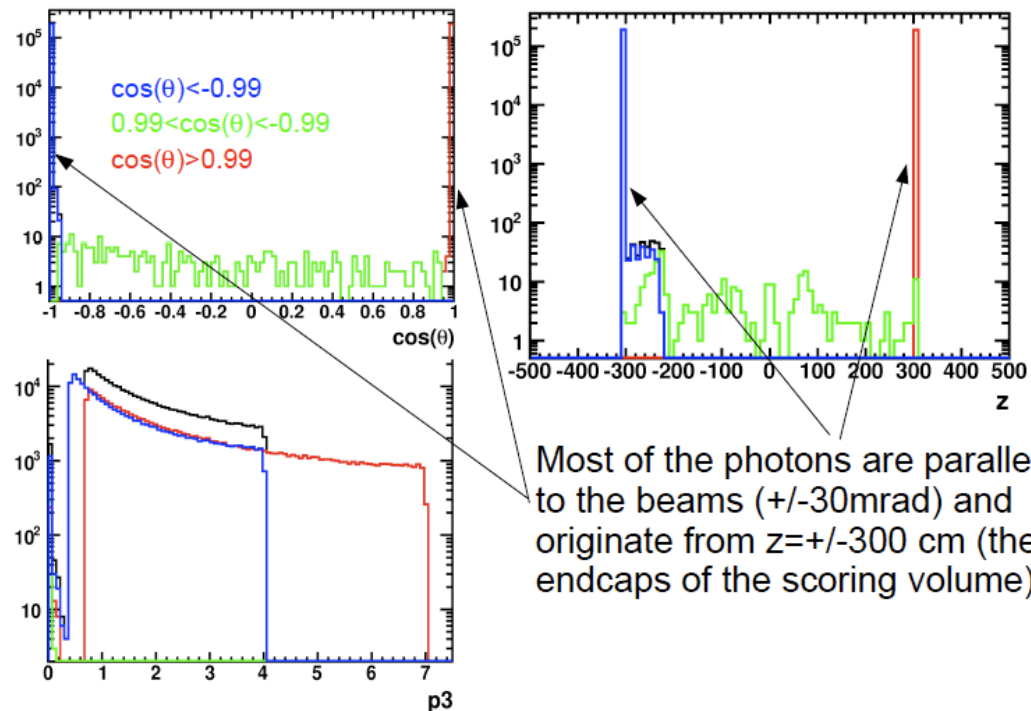 10⁵
10⁴
10³
10²
10
1
cos(θ)<-0.99
0.99<cos(θ)<-0.99
cos(θ)>0.99
-1 -0.8 -0.6 -0.4 -0.2 0 0.2 0.4 0.6 0.8 1
cos(θ)
10⁵
10⁴
10³
10²
10
1
-500 -400 -300 -200 -100 0 100 200 300 400 500
z
10⁴
10³
10²
10
0 1 2 3 4 5 6 7
p3
Most of the photons are paralle
to the beams (+/-30mrad) and
originate from z=+/-300 cm (the
endcaps of the scoring volume)